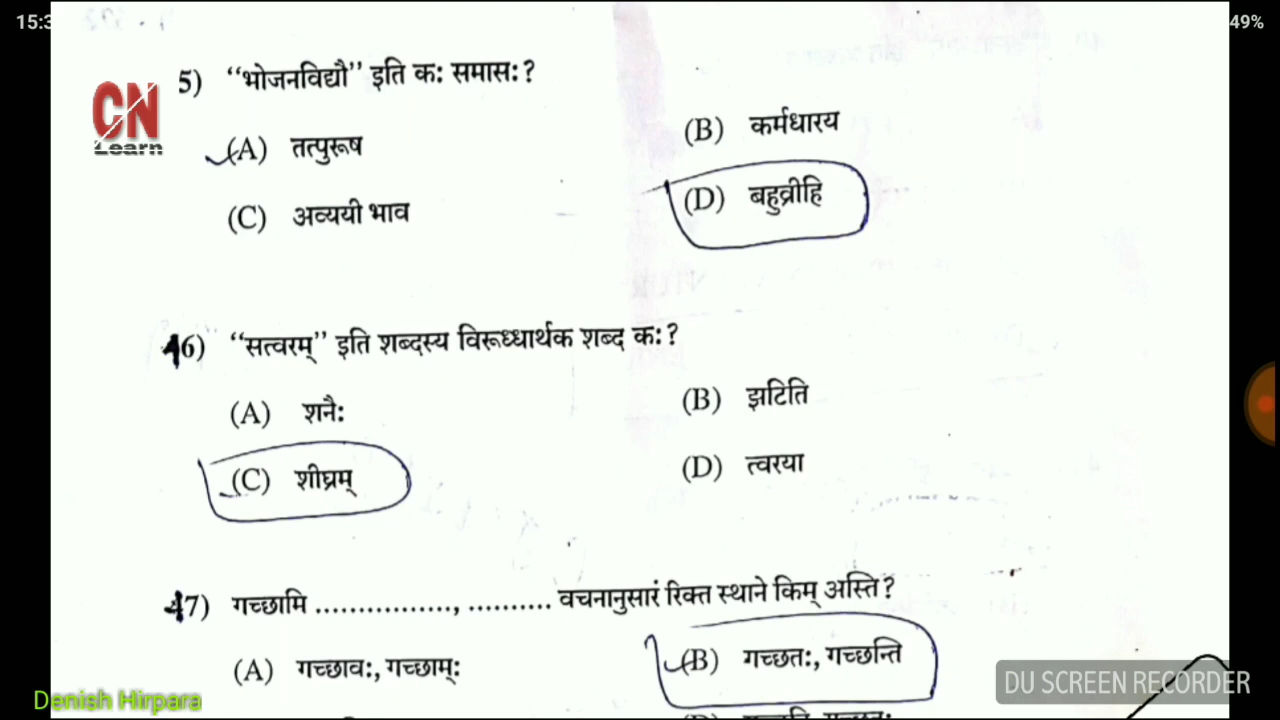 15:3
49%
CN
Learn
5) “भोजनविद्यौ” इति कः समासः?
(A) तत्पुरूष
(B) कर्मधारय
(C) अव्ययी भाव
(D) बहुव्रीहि
46) “सत्वरम्” इति शब्दस्य विरूध्धार्थक शब्द कः?
(A) शनैः
(B) झटिति
(C) शीघ्रम्
(D) त्वरया
47) गच्छामि ................, .......... वचनानुसारं रिक्त स्थाने किम् अस्ति?
(A) गच्छावः, गच्छाम्ः
(B) गच्छतः, गच्छन्ति
DU SCREEN RECORDER
Denish Hirpara